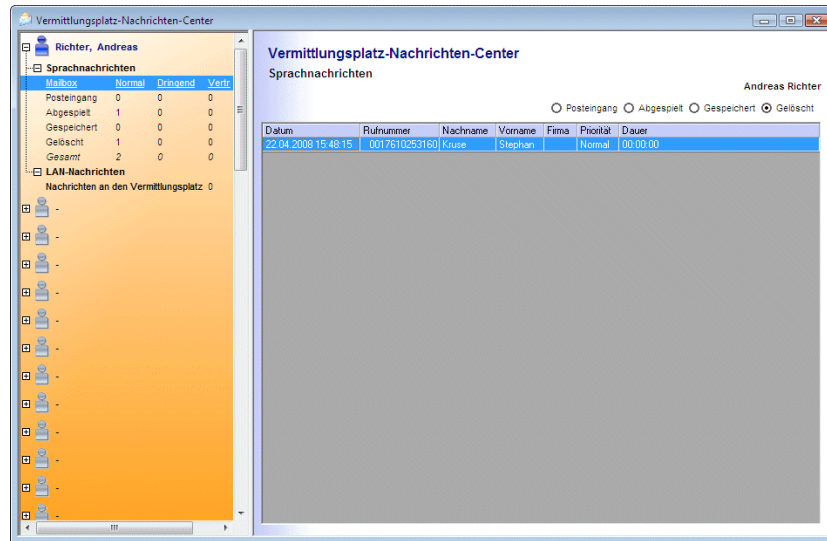 Vermittlungsplatz-Nachrichten-Center
Richter, Andreas
Sprachnachrichten
Mailbox Normal Dringend Vertr
Posteingang 0 0 0
Abgespielt 1 0 0
Gespeichert 0 0 0
Gelöscht 1 0 0
Gesamt 2 0 0
LAN-Nachrichten
Nachrichten an den Vermittlungsplatz 0
-
-
-
-
-
-
-
-
-
-
-
-
Vermittlungsplatz-Nachrichten-Center
Sprachnachrichten
Andreas Richter
Posteingang Abgespielt Gespeichert Gelöscht
Datum Rufnummer Nachname Vorname Firma Priorität Dauer
22.04.2008 15:48:15 0017610253160 Kruse Stephan Normal 00:00:00